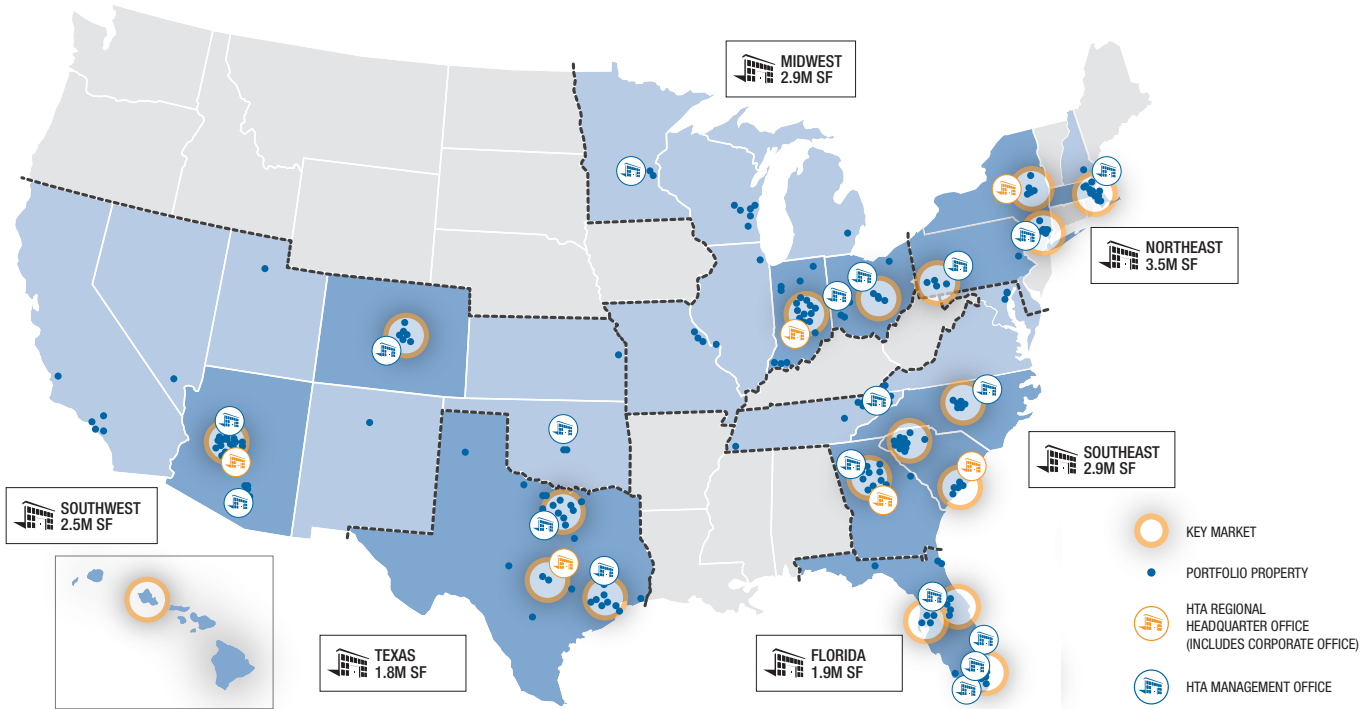 MIDWEST
2.9M SF
NORTHEAST
3.5M SF
SOUTHEAST
2.9M SF
SOUTHWEST
2.5M SF
TEXAS
1.8M SF
FLORIDA
1.9M SF
KEY MARKET
PORTFOLIO PROPERTY
HTA REGIONAL
HEADQUARTER OFFICE
(INCLUDES CORPORATE OFFICE)
HTA MANAGEMENT OFFICE